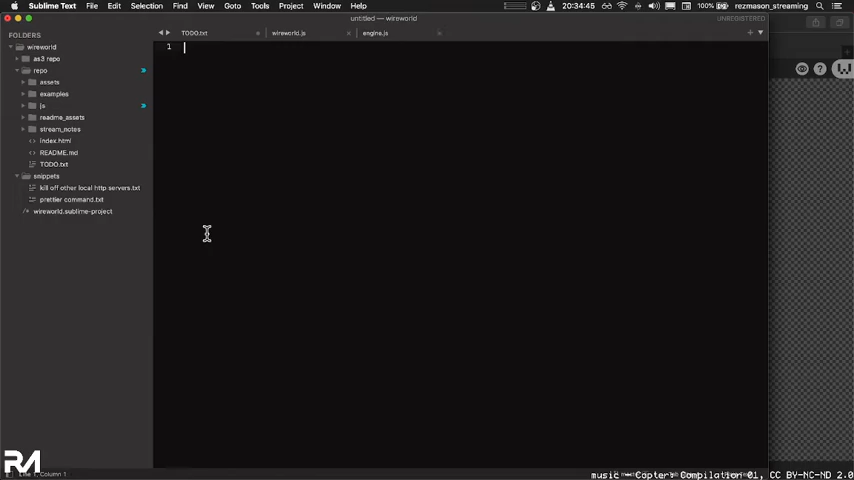 Sublime Text File Edit Selection Find View Goto Tools Project Window Help 100% 20:34:45 rezmason_streaming
untitled — wireworld UNREGISTERED
FOLDERS
wireworld
as3 repo
repo
assets
examples
js
readme_assets
stream_notes
index.html
README.md
TODO.txt
snippets
kill off other local http servers.txt
prettier command.txt
wireworld.sublime-project
TODO.txt wireworld.js engine.js
1
Line 1, Column 1
music — Copter: Compilation 01, CC BY-NC-ND 2.0